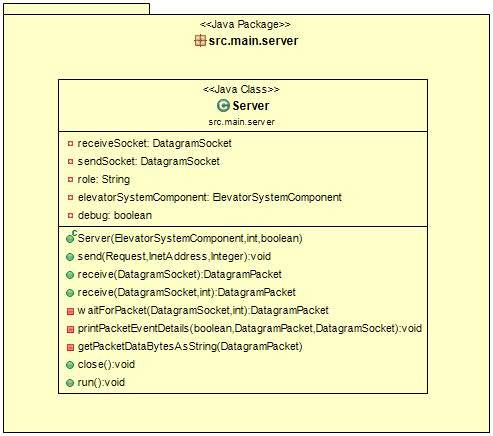 <<Java Package>>
src.main.server
<<Java Class>>
C Server
src.main.server
receiveSocket: DatagramSocket
sendSocket: DatagramSocket
role: String
elevatorSystemComponent: ElevatorSystemComponent
debug: boolean
c Server(ElevatorSystemComponent,int,boolean)
send(Request,InetAddress,Integer):void
receive(DatagramSocket):DatagramPacket
receive(DatagramSocket,int):DatagramPacket
waitForPacket(DatagramSocket,int):DatagramPacket
printPacketEventDetails(boolean,DatagramPacket,DatagramSocket):void
getPacketDataBytesAsString(DatagramPacket)
close():void
run():void